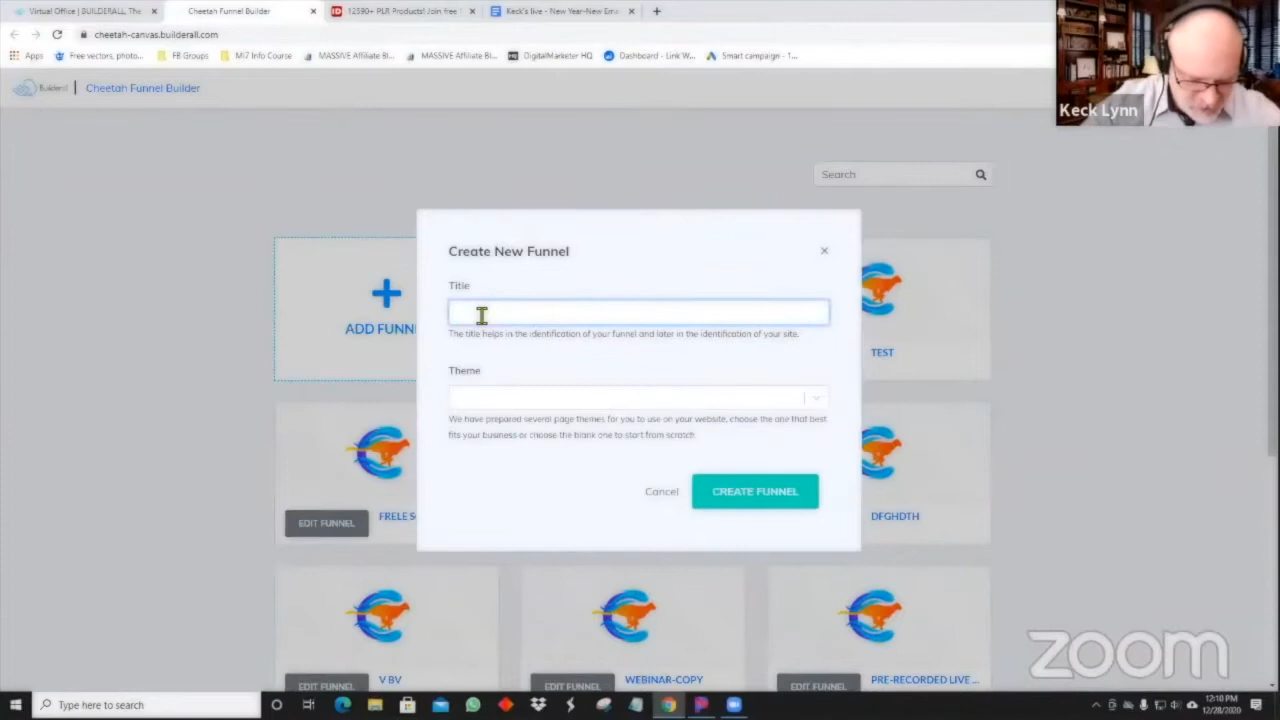 Virtual Office | BUILDERALL, The
Cheetah Funnel Builder
12590+ PLR Products! Join free
Keck's live - New Year-New Ema
cheetah-canvas.builderall.com
Apps
Free vectors, photo...
FB Groups
MI7 Info Course
MASSIVE Affiliate Bl...
MASSIVE Affiliate Bl...
DigitalMarketer HQ
Dashboard - Link W...
Smart campaign - 1...
Keck Lynn
Builderall
Cheetah Funnel Builder
Search
Create New Funnel
Title
The title helps in the identification of your funnel and later in the identification of your site.
Theme
We have prepared several page themes for you to use on your website, choose the one that best
fits your business or choose the blank one to start from scratch.
Cancel
CREATE FUNNEL
ADD FUNN
TEST
EDIT FUNNEL
FRELE S
DFGHDTH
EDIT FUNNEL
V BV
EDIT FUNNEL
WEBINAR-COPY
EDIT FUNNEL
PRE-RECORDED LIVE ...
zoom
Type here to search
12:10 PM
12/28/2020